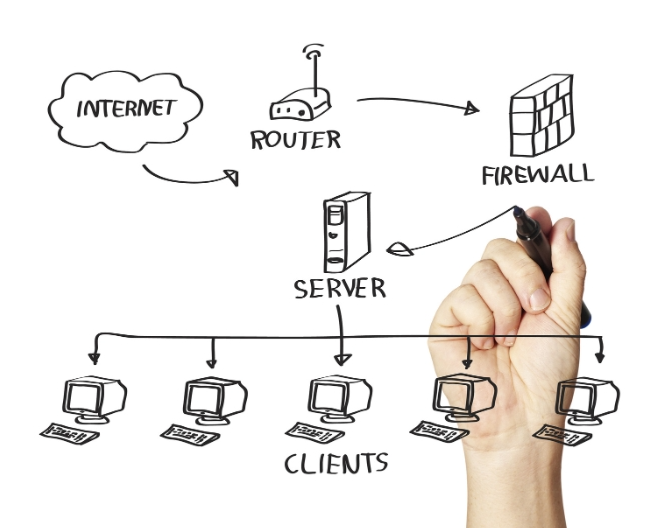 INTERNET
ROUTER
FIREWALL
SERVER
CLIENTS